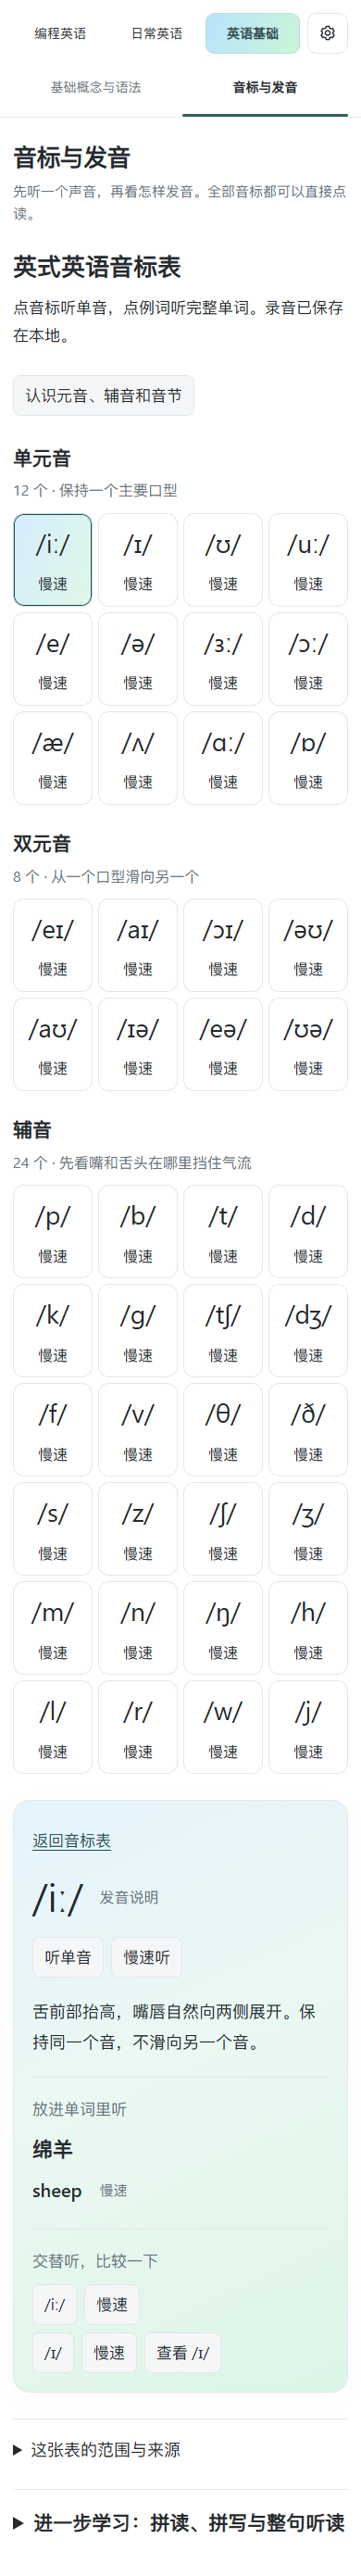 编程英语 日常英语 英语基础
基础概念与语法 音标与发音
音标与发音
先听一个声音，再看怎样发音。全部音标都可以直接点
读。
英式英语音标表
点音标听单音，点例词听完整单词。录音已保存
在本地。
认识元音、辅音和音节
单元音
12 个 · 保持一个主要口型
/iː/ /ɪ/ /ʊ/ /uː/
慢速 慢速 慢速 慢速
/e/ /ə/ /ɜː/ /ɔː/
慢速 慢速 慢速 慢速
/æ/ /ʌ/ /ɑː/ /ɒ/
慢速 慢速 慢速 慢速
双元音
8 个 · 从一个口型滑向另一个
/eɪ/ /aɪ/ /ɔɪ/ /əʊ/
慢速 慢速 慢速 慢速
/aʊ/ /ɪə/ /eə/ /ʊə/
慢速 慢速 慢速 慢速
辅音
24 个 · 先看嘴和舌头在哪里挡住气流
/p/ /b/ /t/ /d/
慢速 慢速 慢速 慢速
/k/ /g/ /tʃ/ /dʒ/
慢速 慢速 慢速 慢速
/f/ /v/ /θ/ /ð/
慢速 慢速 慢速 慢速
/s/ /z/ /ʃ/ /ʒ/
慢速 慢速 慢速 慢速
/m/ /n/ /ŋ/ /h/
慢速 慢速 慢速 慢速
/l/ /r/ /w/ /j/
慢速 慢速 慢速 慢速
返回音标表
/iː/ 发音说明
听单音 慢速听
舌前部抬高，嘴唇自然向两侧展开。保
持同一个音，不滑向另一个音。
放进单词里听
绵羊
sheep 慢速
交替听，比较一下
/iː/ 慢速
/ɪ/ 慢速 查看 /ɪ/
这张表的范围与来源
进一步学习：拼读、拼写与整句听读